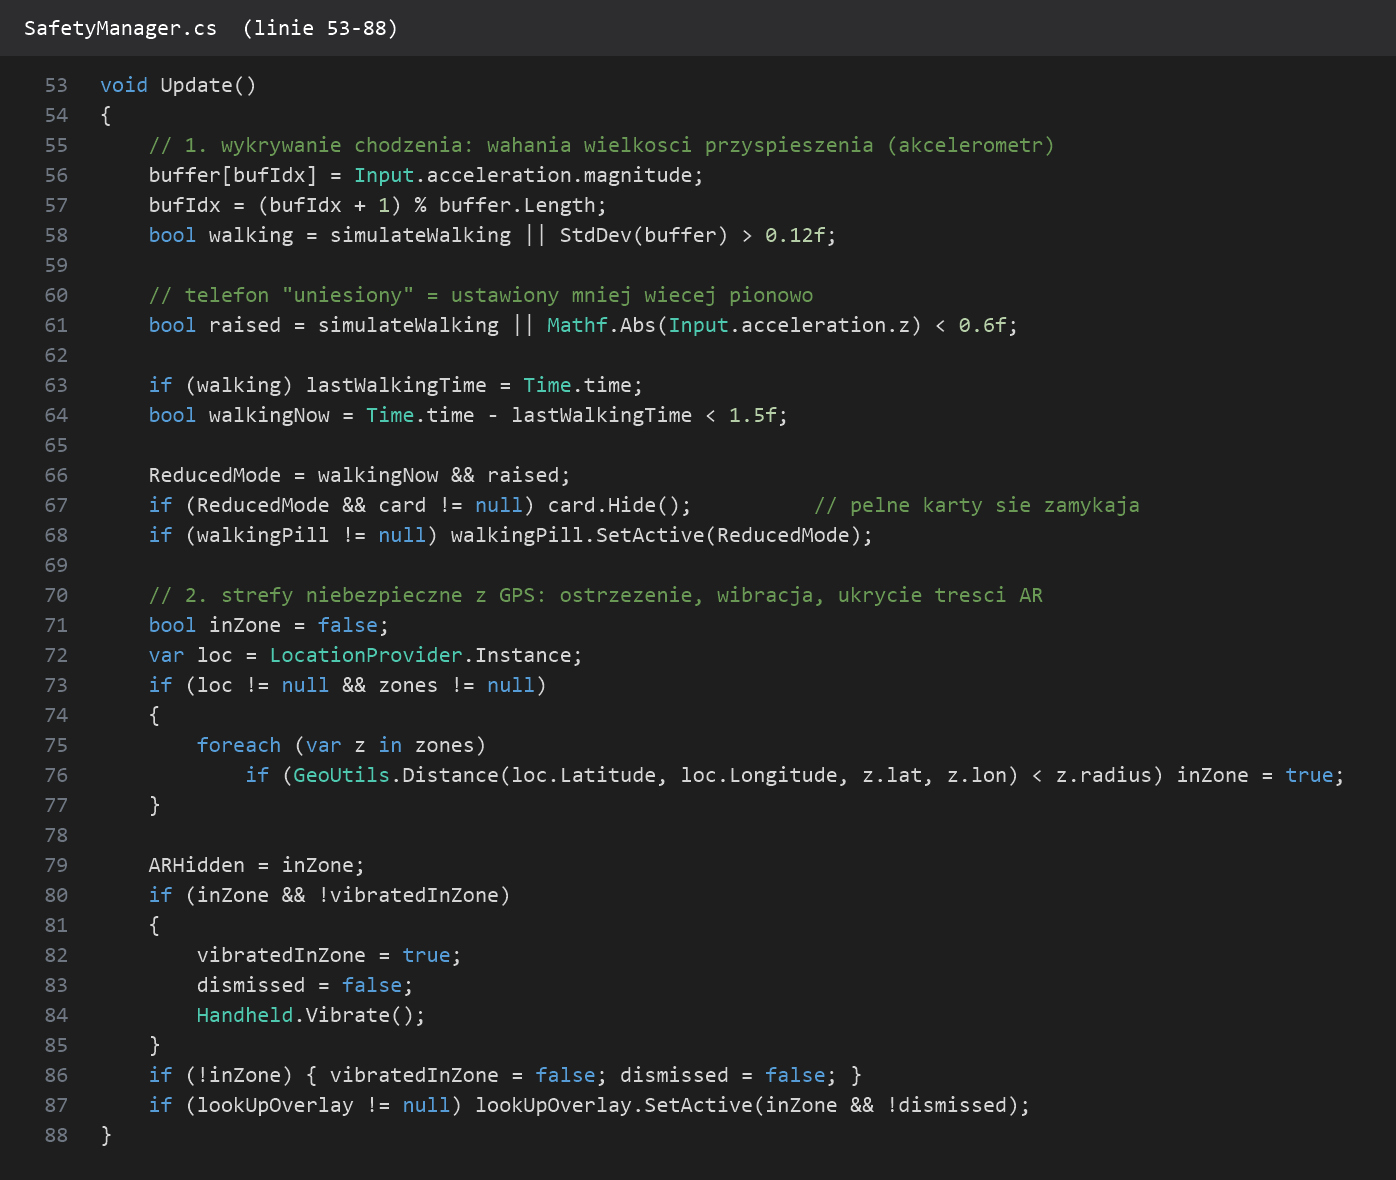 SafetyManager.cs  (linie 53-88)
53 void Update()
54 {
55     // 1. wykrywanie chodzenia: wahania wielkosci przyspieszenia (akcelerometr)
56     buffer[bufIdx] = Input.acceleration.magnitude;
57     bufIdx = (bufIdx + 1) % buffer.Length;
58     bool walking = simulateWalking || StdDev(buffer) > 0.12f;
59
60     // telefon "uniesiony" = ustawiony mniej wiecej pionowo
61     bool raised = simulateWalking || Mathf.Abs(Input.acceleration.z) < 0.6f;
62
63     if (walking) lastWalkingTime = Time.time;
64     bool walkingNow = Time.time - lastWalkingTime < 1.5f;
65
66     ReducedMode = walkingNow && raised;
67     if (ReducedMode && card != null) card.Hide();          // pelne karty sie zamykaja
68     if (walkingPill != null) walkingPill.SetActive(ReducedMode);
69
70     // 2. strefy niebezpieczne z GPS: ostrzezenie, wibracja, ukrycie tresci AR
71     bool inZone = false;
72     var loc = LocationProvider.Instance;
73     if (loc != null && zones != null)
74     {
75         foreach (var z in zones)
76             if (GeoUtils.Distance(loc.Latitude, loc.Longitude, z.lat, z.lon) < z.radius) inZone = true;
77     }
78
79     ARHidden = inZone;
80     if (inZone && !vibratedInZone)
81     {
82         vibratedInZone = true;
83         dismissed = false;
84         Handheld.Vibrate();
85     }
86     if (!inZone) { vibratedInZone = false; dismissed = false; }
87     if (lookUpOverlay != null) lookUpOverlay.SetActive(inZone && !dismissed);
88 }